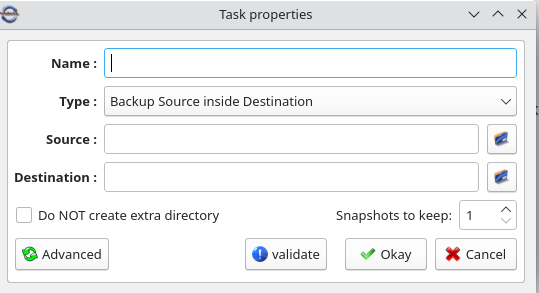 Task properties
Name :
Type : Backup Source inside Destination
Source :
Destination :
Do NOT create extra directory Snapshots to keep: 1
Advanced validate Okay Cancel